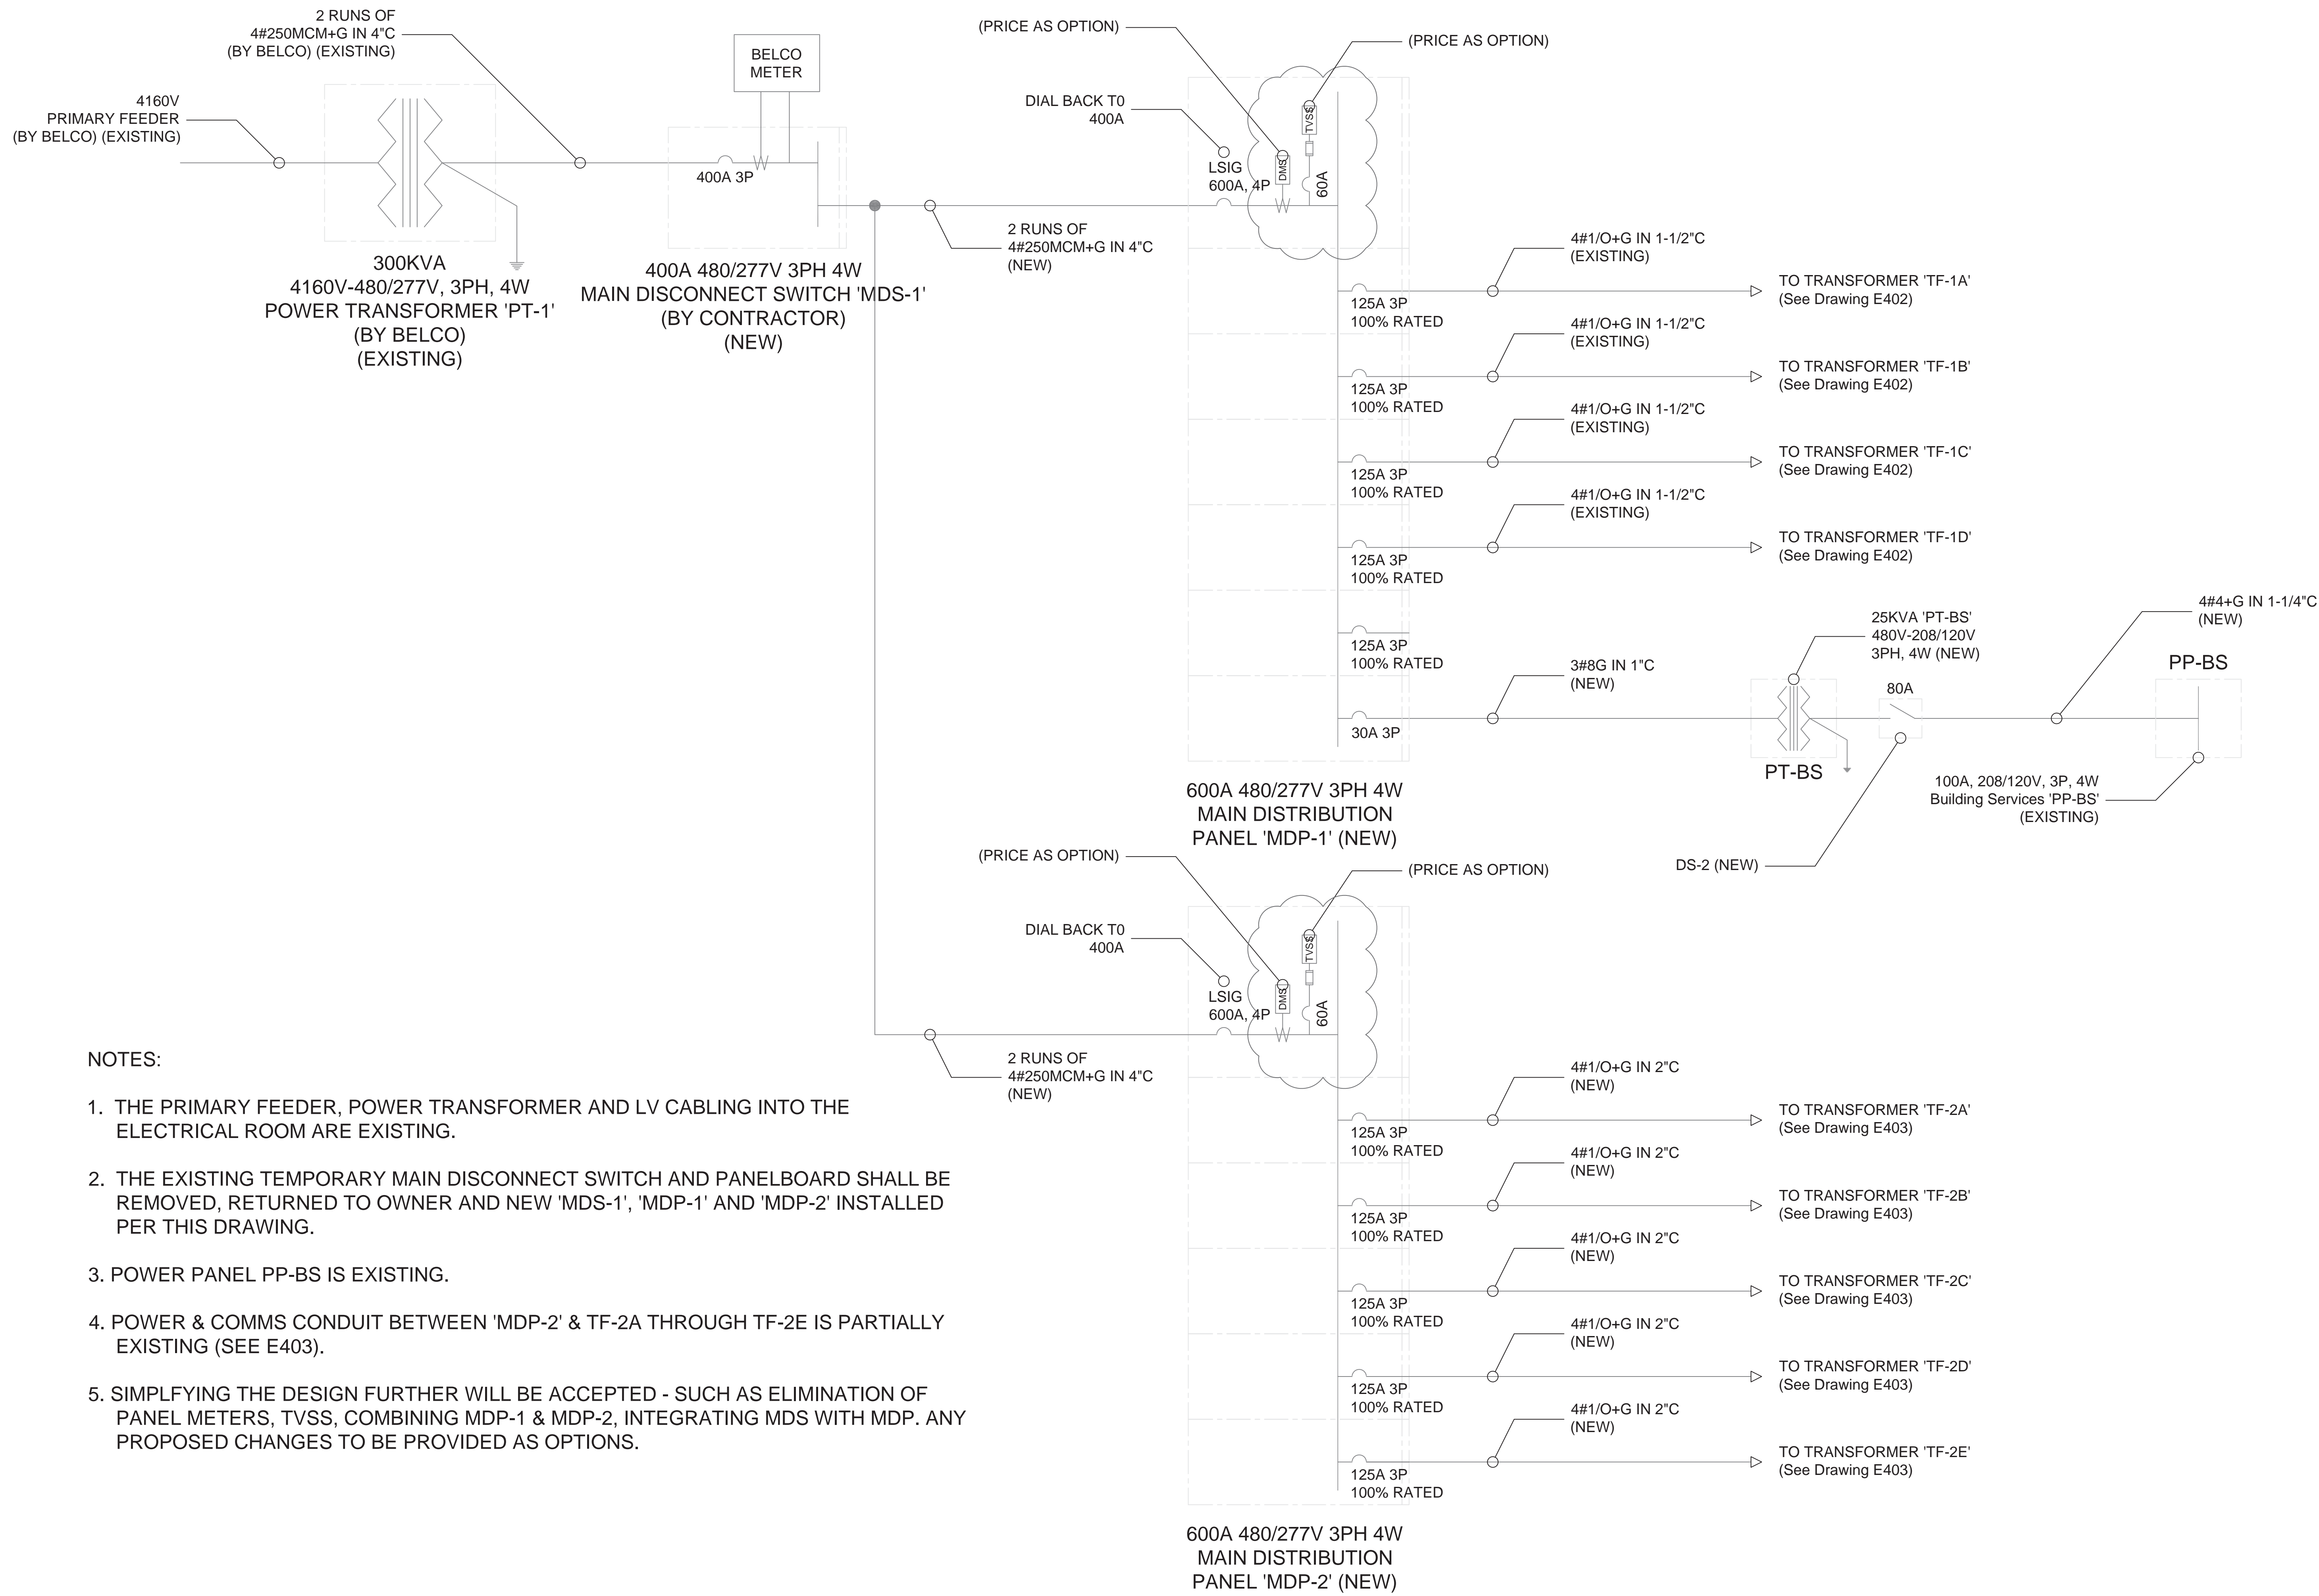 2 RUNS OF
4#250MCM+G IN 4"C
(BY BELCO) (EXISTING)
4160V
PRIMARY FEEDER
(BY BELCO) (EXISTING)
300KVA
4160V-480/277V, 3PH, 4W
POWER TRANSFORMER 'PT-1'
(BY BELCO)
(EXISTING)
BELCO
METER
400A 3P
400A 480/277V 3PH 4W
MAIN DISCONNECT SWITCH 'MDS-1'
(BY CONTRACTOR)
(NEW)
2 RUNS OF
4#250MCM+G IN 4"C
(NEW)
(PRICE AS OPTION)
(PRICE AS OPTION)
DIAL BACK T0
400A
LSIG
600A, 4P
DMS
TVSS
60A
125A 3P
100% RATED
4#1/O+G IN 1-1/2"C
(EXISTING)
TO TRANSFORMER 'TF-1A'
(See Drawing E402)
125A 3P
100% RATED
4#1/O+G IN 1-1/2"C
(EXISTING)
TO TRANSFORMER 'TF-1B'
(See Drawing E402)
125A 3P
100% RATED
4#1/O+G IN 1-1/2"C
(EXISTING)
TO TRANSFORMER 'TF-1C'
(See Drawing E402)
125A 3P
100% RATED
4#1/O+G IN 1-1/2"C
(EXISTING)
TO TRANSFORMER 'TF-1D'
(See Drawing E402)
125A 3P
100% RATED
30A 3P
3#8G IN 1"C
(NEW)
25KVA 'PT-BS'
480V-208/120V
3PH, 4W (NEW)
PT-BS
80A
DS-2 (NEW)
4#4+G IN 1-1/4"C
(NEW)
PP-BS
100A, 208/120V, 3P, 4W
Building Services 'PP-BS'
(EXISTING)
600A 480/277V 3PH 4W
MAIN DISTRIBUTION
PANEL 'MDP-1' (NEW)
(PRICE AS OPTION)
(PRICE AS OPTION)
DIAL BACK T0
400A
LSIG
600A, 4P
DMS
TVSS
60A
2 RUNS OF
4#250MCM+G IN 4"C
(NEW)
125A 3P
100% RATED
4#1/O+G IN 2"C
(NEW)
TO TRANSFORMER 'TF-2A'
(See Drawing E403)
125A 3P
100% RATED
4#1/O+G IN 2"C
(NEW)
TO TRANSFORMER 'TF-2B'
(See Drawing E403)
125A 3P
100% RATED
4#1/O+G IN 2"C
(NEW)
TO TRANSFORMER 'TF-2C'
(See Drawing E403)
125A 3P
100% RATED
4#1/O+G IN 2"C
(NEW)
TO TRANSFORMER 'TF-2D'
(See Drawing E403)
125A 3P
100% RATED
4#1/O+G IN 2"C
(NEW)
TO TRANSFORMER 'TF-2E'
(See Drawing E403)
600A 480/277V 3PH 4W
MAIN DISTRIBUTION
PANEL 'MDP-2' (NEW)
NOTES:
1. THE PRIMARY FEEDER, POWER TRANSFORMER AND LV CABLING INTO THE
ELECTRICAL ROOM ARE EXISTING.
2. THE EXISTING TEMPORARY MAIN DISCONNECT SWITCH AND PANELBOARD SHALL BE
REMOVED, RETURNED TO OWNER AND NEW 'MDS-1', 'MDP-1' AND 'MDP-2' INSTALLED
PER THIS DRAWING.
3. POWER PANEL PP-BS IS EXISTING.
4. POWER & COMMS CONDUIT BETWEEN 'MDP-2' & TF-2A THROUGH TF-2E IS PARTIALLY
EXISTING (SEE E403).
5. SIMPLFYING THE DESIGN FURTHER WILL BE ACCEPTED - SUCH AS ELIMINATION OF
PANEL METERS, TVSS, COMBINING MDP-1 & MDP-2, INTEGRATING MDS WITH MDP. ANY
PROPOSED CHANGES TO BE PROVIDED AS OPTIONS.